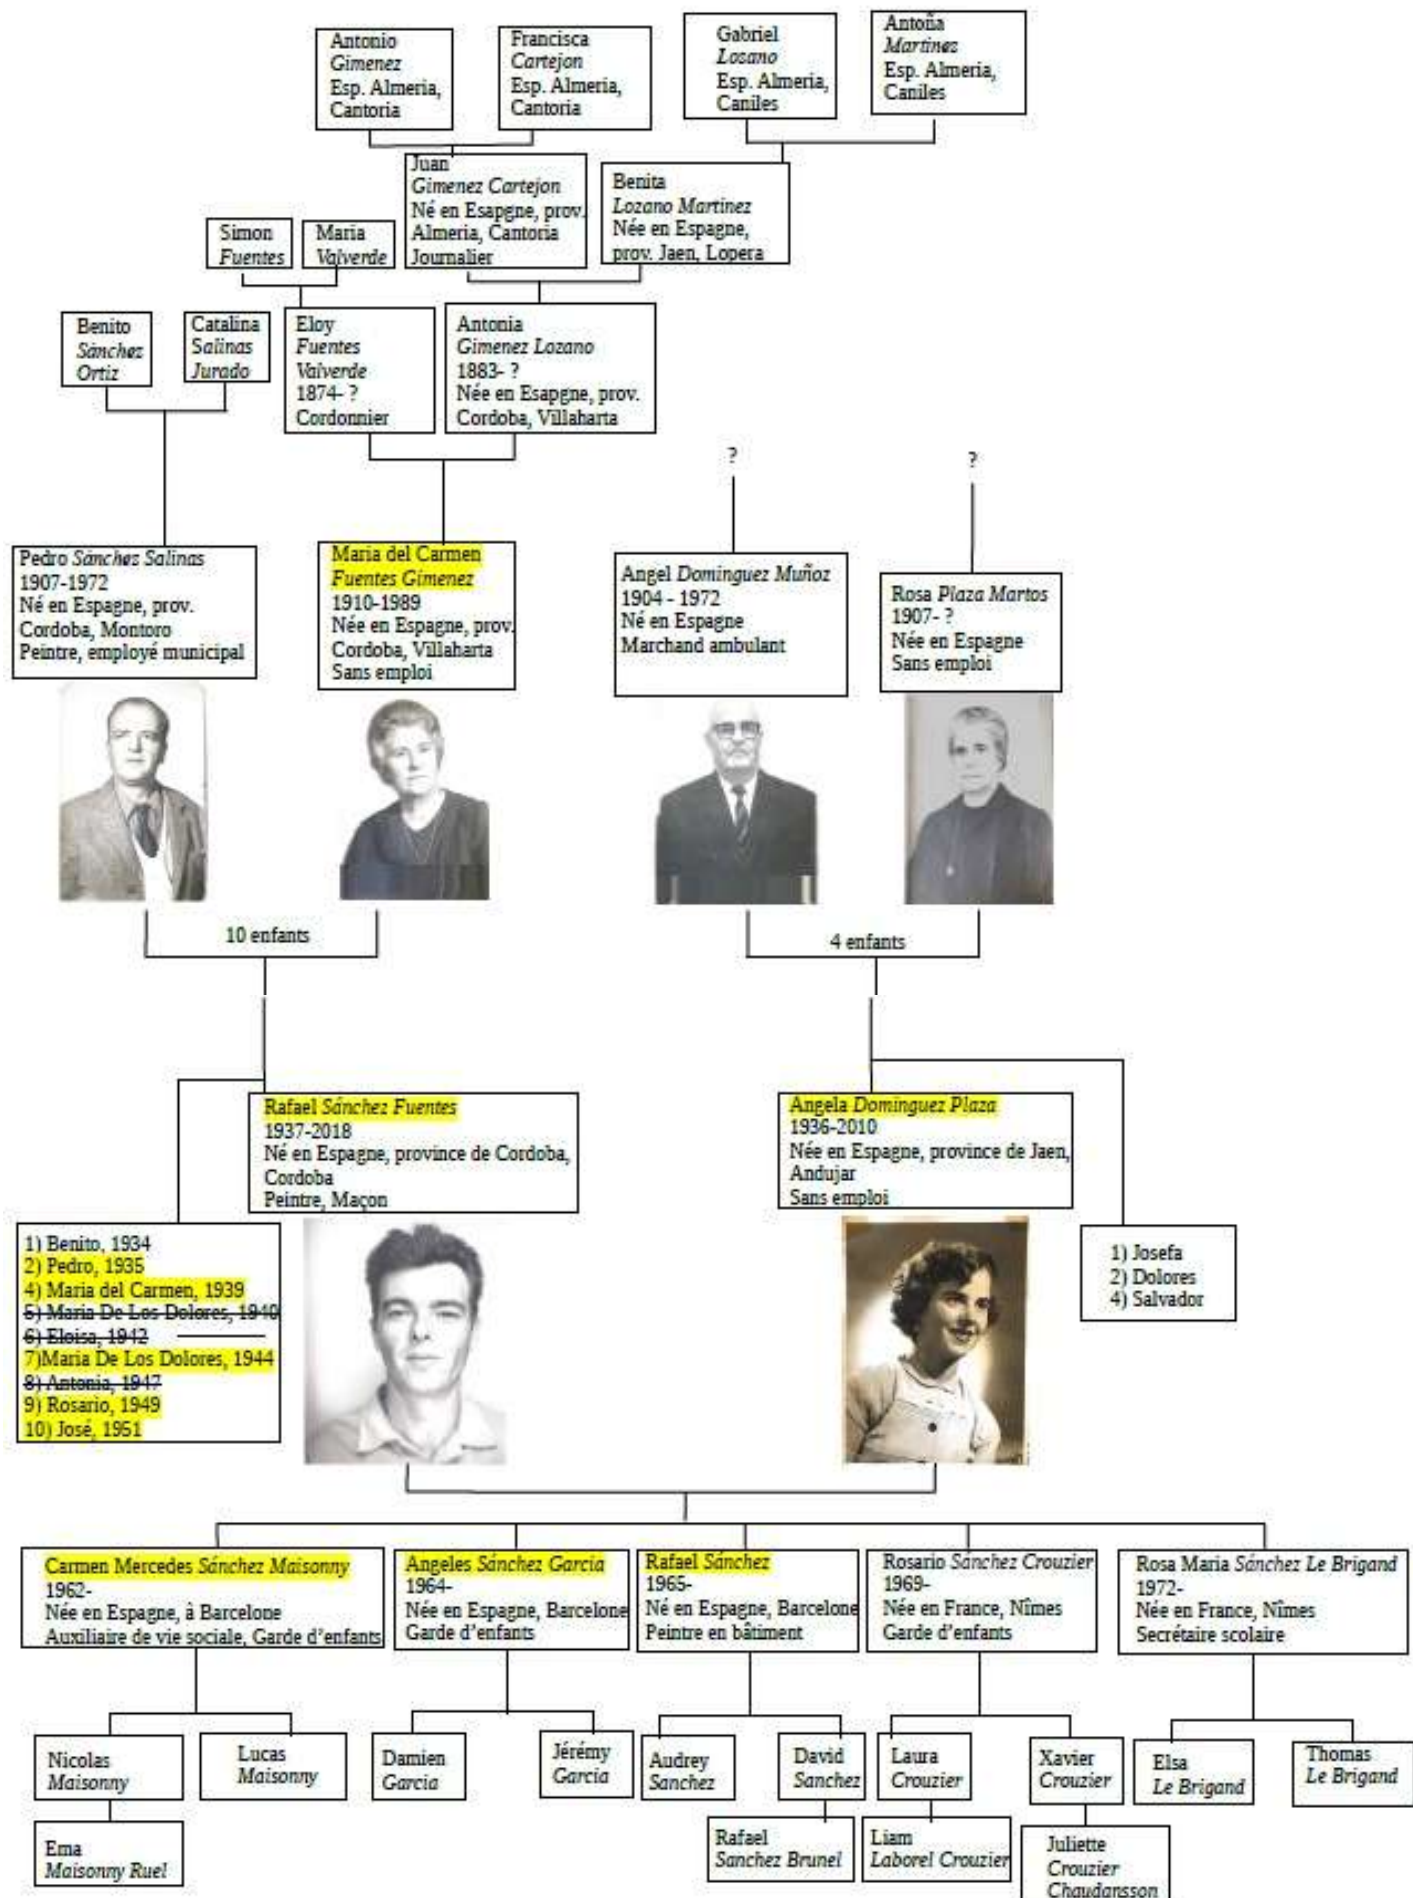 Antonio
Gimenez
Esp. Almeria,
Cantoria
Francisca
Cartejon
Esp. Almeria,
Cantoria
Gabriel
Losano
Esp. Almeria,
Caniles
Antoña
Martinez
Esp. Almeria,
Caniles
Juan
Gimenez Cartejon
Né en Esapgne, prov.
Almeria, Cantoria
Journalier
Benita
Lozano Martinez
Née en Espagne,
prov. Jaen, Lopera
Simon
Fuentes
Maria
Valverde
Benito
Sánchez
Ortiz
Catalina
Salinas
Jurado
Eloy
Fuentes
Valverde
1874- ?
Cordonnier
Antonia
Gimenez Lozano
1883- ?
Née en Esapgne, prov.
Cordoba, Villaharta
?
?
Pedro Sánches Salinas
1907-1972
Né en Espagne, prov.
Cordoba, Montoro
Peintre, employé municipal
Maria del Carmen
Fuentes Gimenez
1910-1989
Née en Espagne, prov.
Cordoba, Villaharta
Sans emploi
Angel Dominguez Muñoz
1904 - 1972
Né en Espagne
Marchand ambulant
Rosa Plaza Martos
1907- ?
Née en Espagne
Sans emploi
10 enfants
4 enfants
Rafael Sánchez Fuentes
1937-2018
Né en Espagne, province de Cordoba,
Cordoba
Peintre, Maçon
Angela Dominguez Plaza
1936-2010
Née en Espagne, province de Jaen,
Andujar
Sans emploi
1) Benito, 1934
2) Pedro, 1935
4) Maria del Carmen, 1939
5) Maria De Los Dolores, 1940
6) Eloisa, 1942
7)Maria De Los Dolores, 1944
8) Antonia, 1947
9) Rosario, 1949
10) José, 1951
1) Josefa
2) Dolores
4) Salvador
Carmen Mercedes Sánchez Maisonny
1962-
Née en Espagne, à Barcelone
Auxiliaire de vie sociale, Garde d'enfants
Angeles Sánchez Garcia
1964-
Née en Espagne, Barcelone
Garde d'enfants
Rafael Sánchez
1965-
Né en Espagne, Barcelone
Peintre en bâtiment
Rosario Sánchez Crouzier
1969-
Née en France, Nîmes
Garde d'enfants
Rosa Maria Sánchez Le Brigand
1972-
Née en France, Nîmes
Secrétaire scolaire
Nicolas
Maisonny
Lucas
Maisonny
Damien
Garcia
Jérémy
Garcia
Audrey
Sanchez
David
Sanchez
Laura
Crouzier
Xavier
Crouzier
Elsa
Le Brigand
Thomas
Le Brigand
Ema
Maisonny Ruel
Rafael
Sanchez Brunel
Liam
Laborel Crouzier
Juliette
Crouzier
Chaudansson